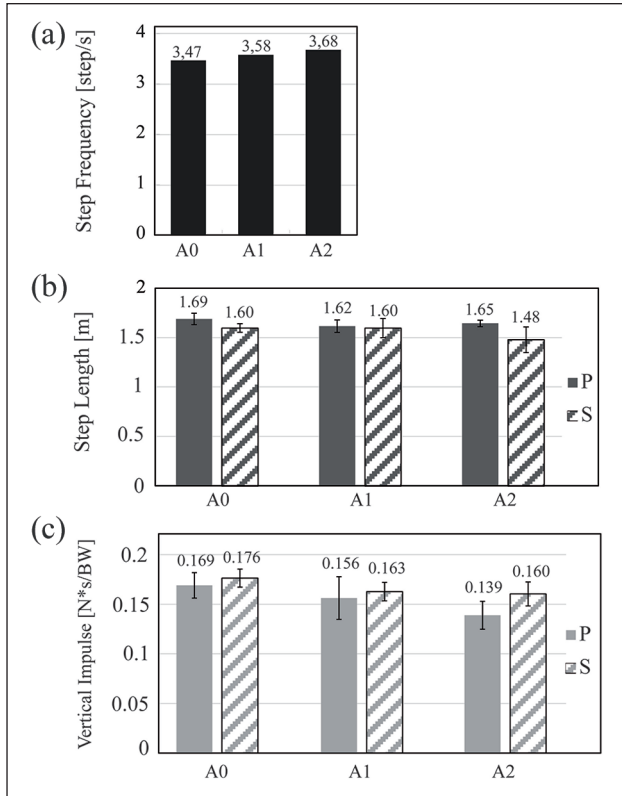 (a)
Step Frequency [step/s]
4
3
2
1
0
3,47
3,58
3,68
A0
A1
A2
(b)
Step Length [m]
2
1.5
1
0.5
0
1.69
1.60
1.62
1.60
1.65
1.48
P
S
A0
A1
A2
(c)
Vertical Impulse [N*s/BW]
0.2
0.15
0.1
0.05
0
0.169
0.176
0.156
0.163
0.139
0.160
P
S
A0
A1
A2